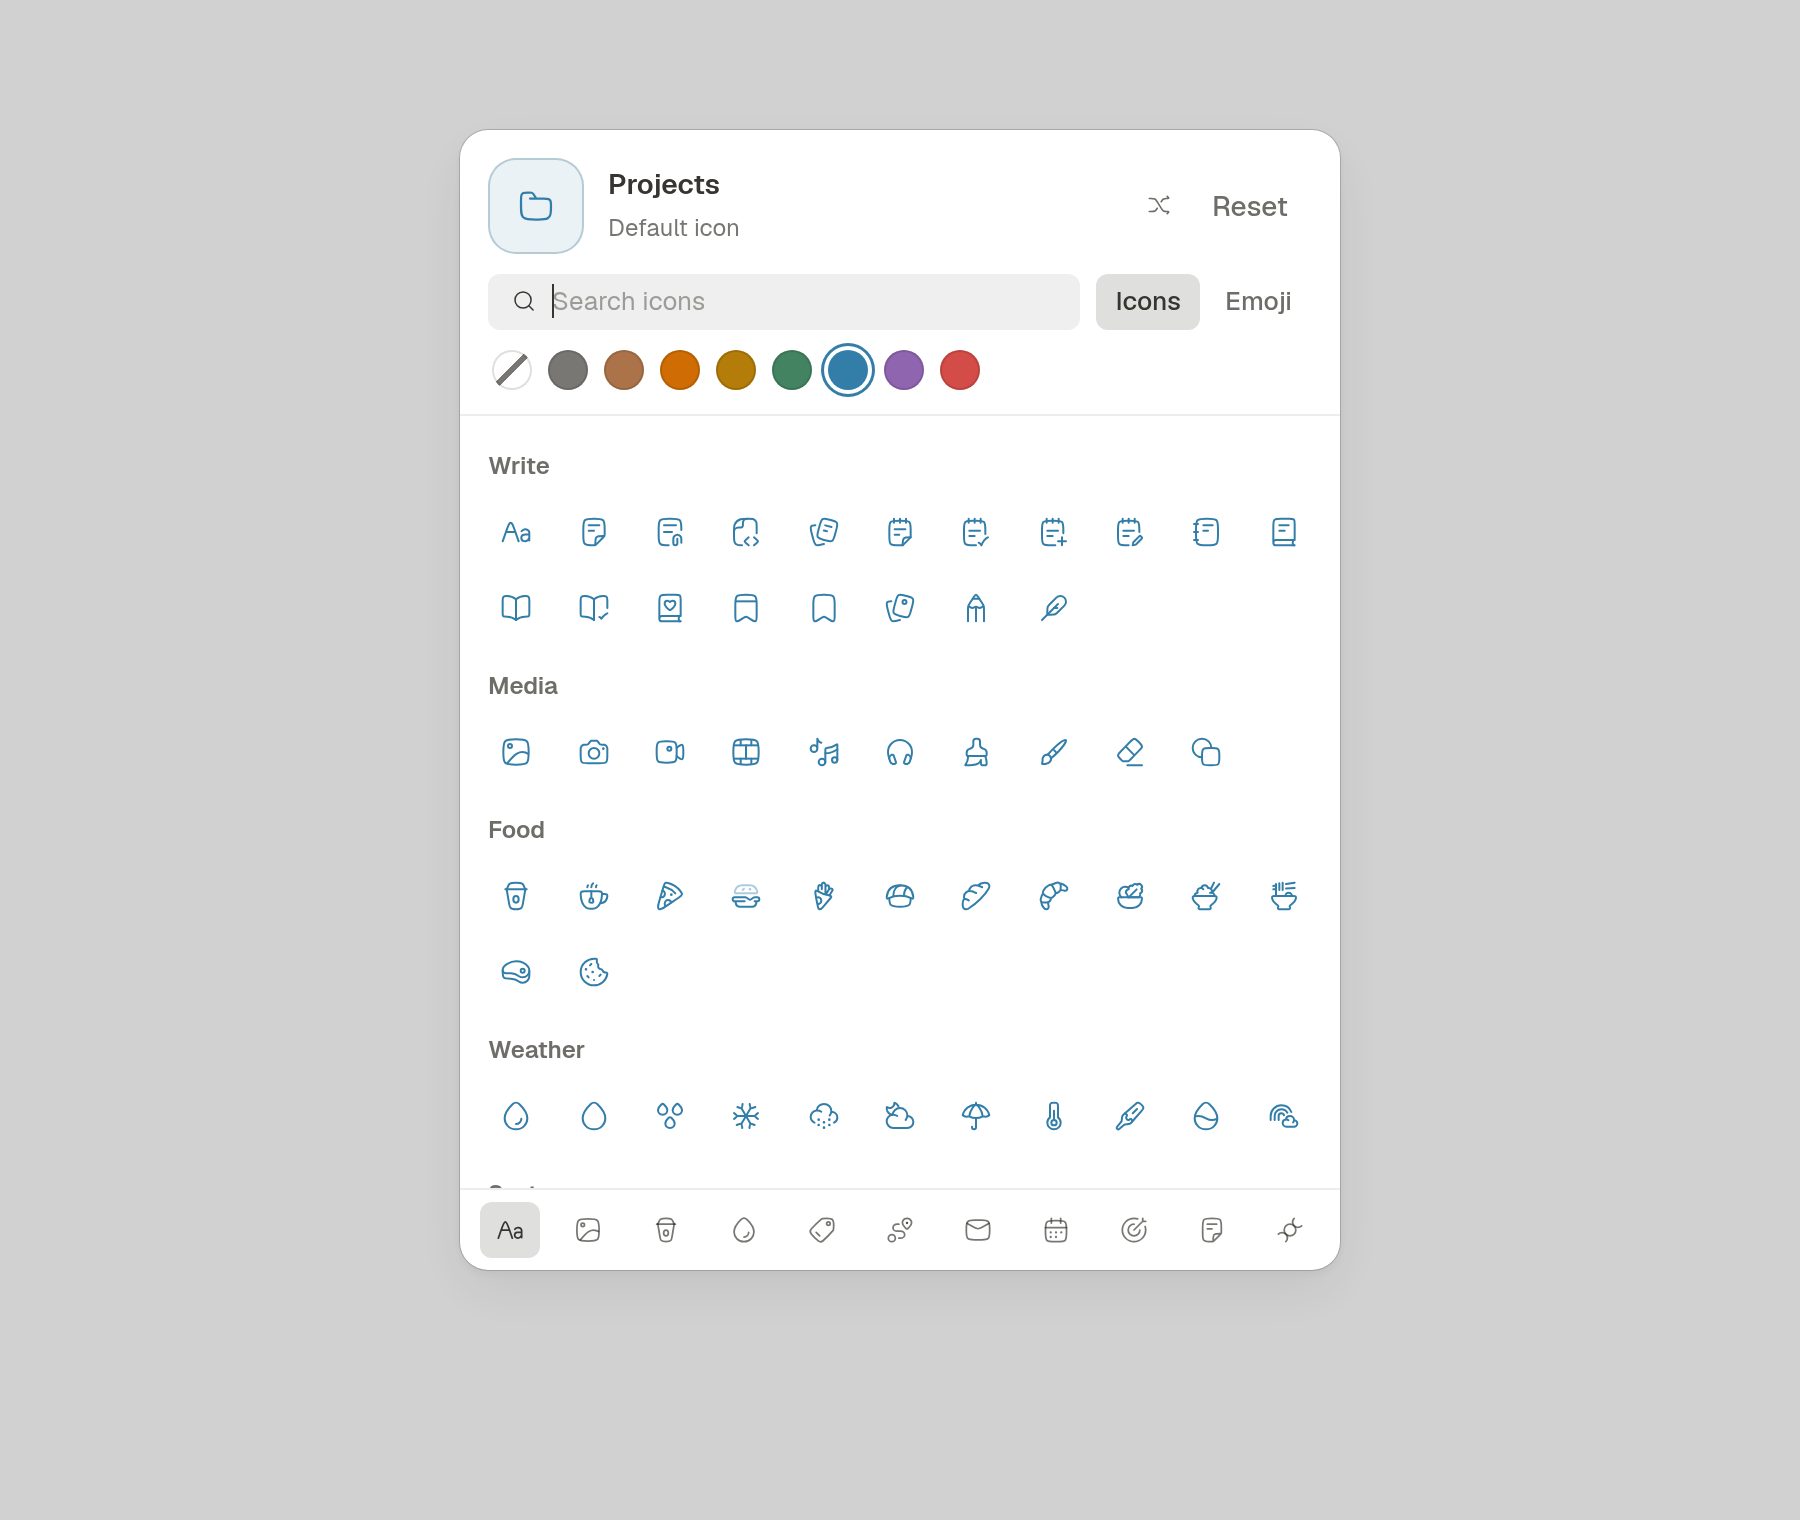 Projects
Default icon
Reset
Search icons
Icons
Emoji
Write
Aa
Media
Food
Weather
Aa